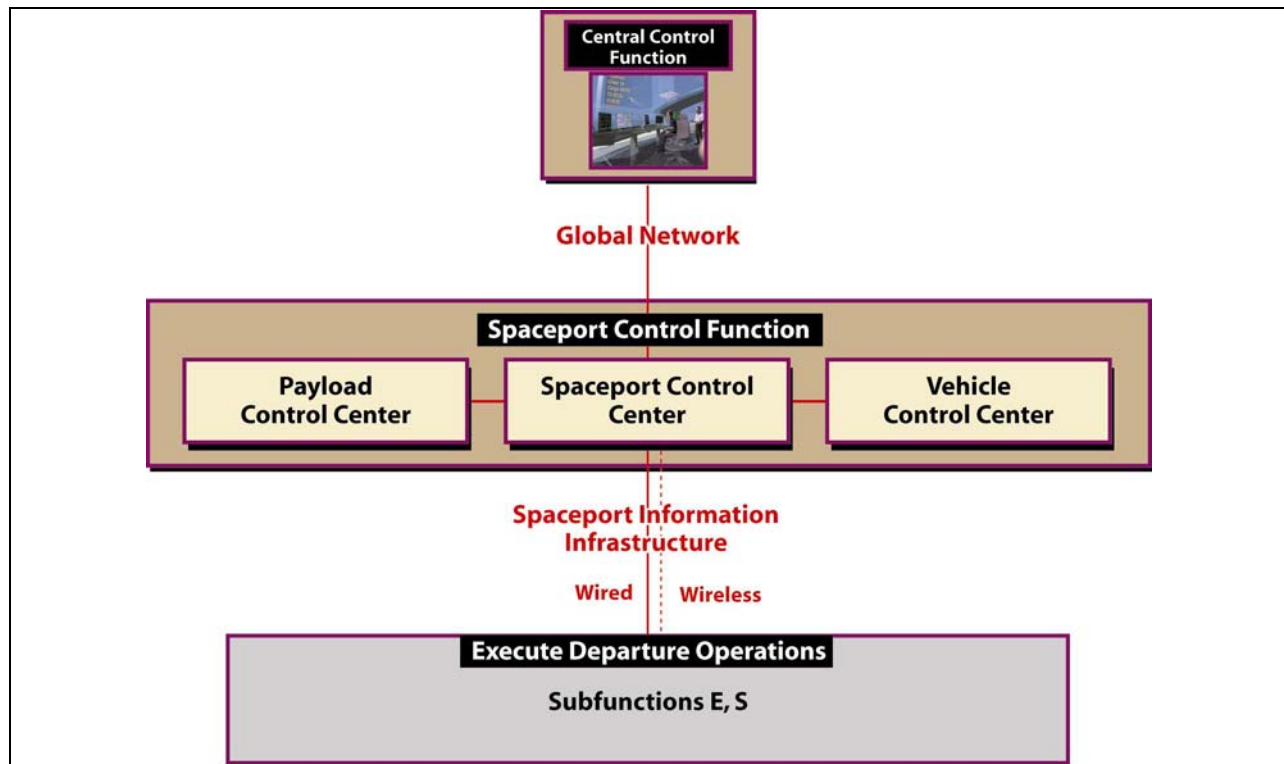 Central Control
Function
Global Network
Spaceport Control Function
Payload
Control Center
Spaceport Control
Center
Vehicle
Control Center
Spaceport Information
Infrastructure
Wired
Wireless
Execute Departure Operations
Subfunctions E, S